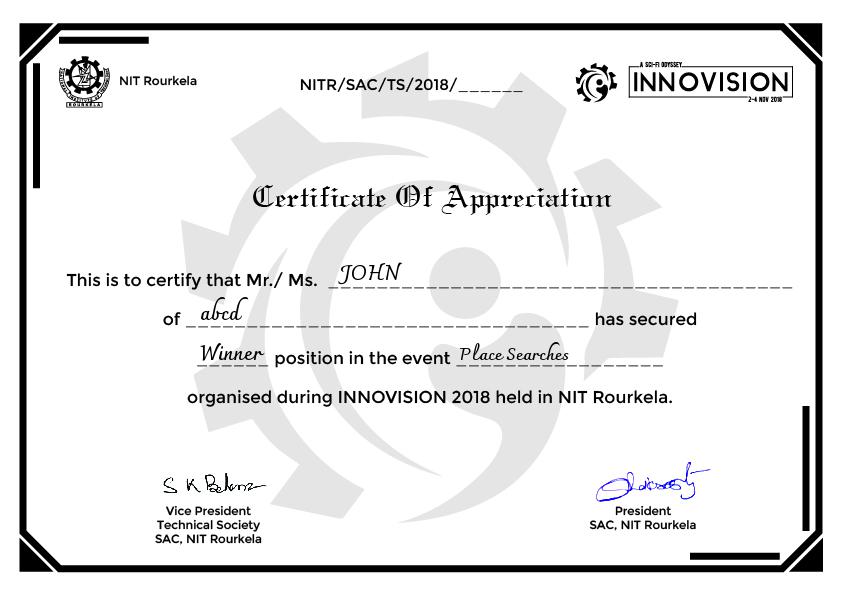 NIT Rourkela
NITR/SAC/TS/2018/______
A SCI-FI ODYSSEY
INNOVISION
2-4 NOV 2018
ROURKELA
Certificate Of Appreciation
This is to certify that Mr./ Ms. JOHN
of abcd has secured
Winner position in the event Place Searches
organised during INNOVISION 2018 held in NIT Rourkela.
Vice President
Technical Society
SAC, NIT Rourkela
President
SAC, NIT Rourkela